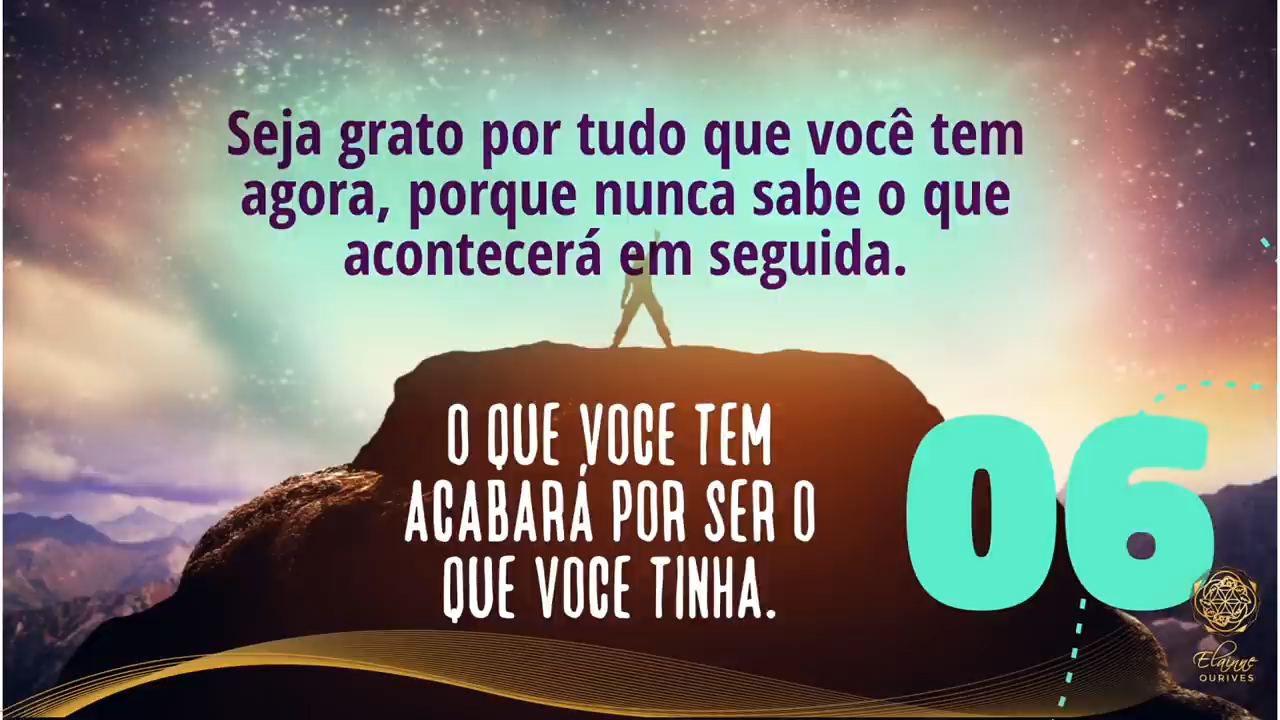 Seja grato por tudo que você tem
agora, porque nunca sabe o que
acontecerá em seguida.
O QUE VOCE TEM
ACABARÁ POR SER O
QUE VOCE TINHA.
06
Elainne
OURIVES